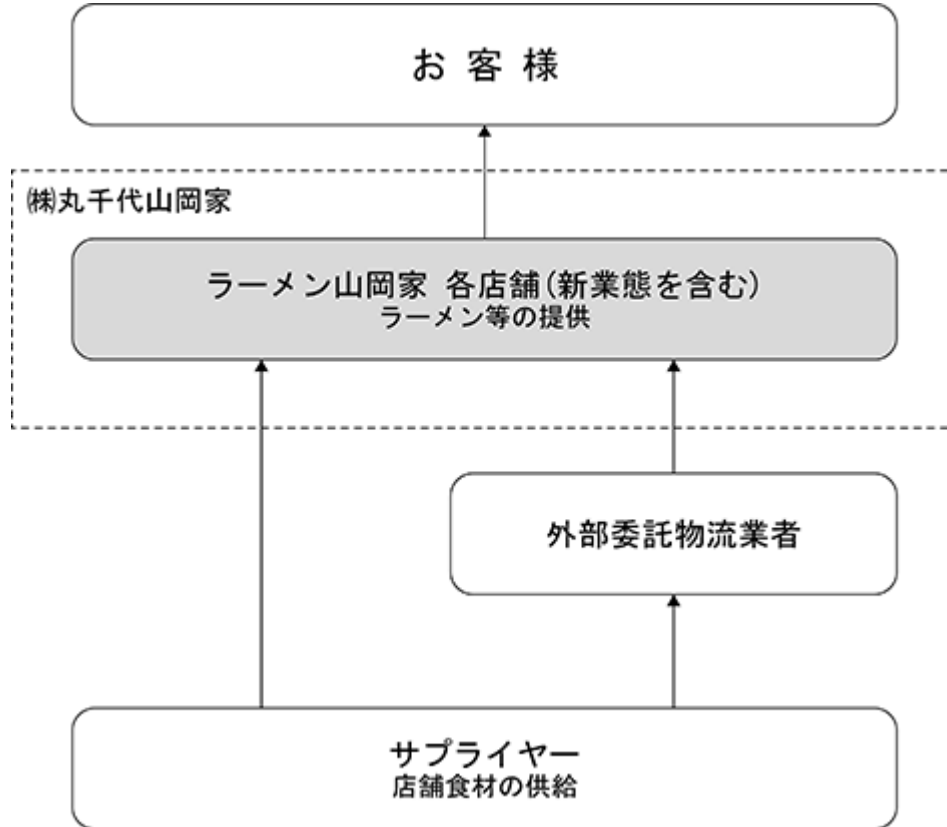 お 客 様
㈱丸千代山岡家
ラーメン山岡家 各店舗(新業態を含む)
ラーメン等の提供
外部委託物流業者
サプライヤー
店舗食材の供給